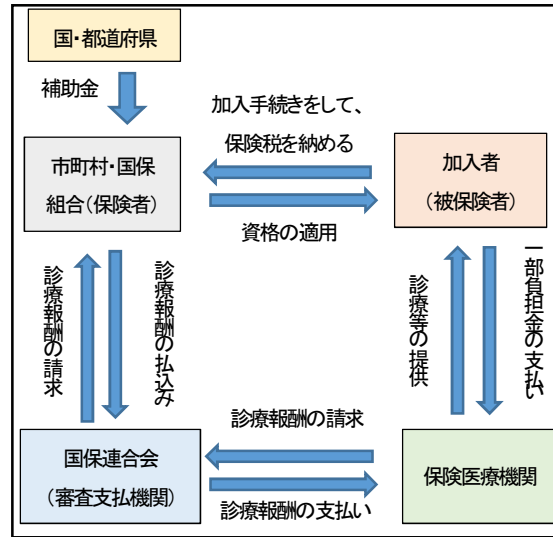 国・都道府県
補助金
加入手続きをして、
保険税を納める
市町村・国保
組合（保険者）
加入者
（被保険者）
資格の適用
診療報酬の請求
診療報酬の払込み
診療等の提供
一部負担金の支払い
診療報酬の請求
国保連合会
（審査支払機関）
保険医療機関
診療報酬の支払い